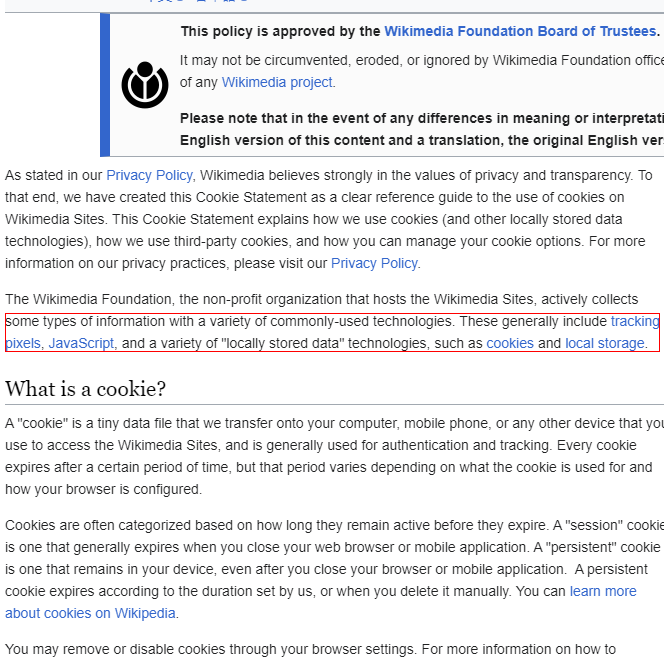 This policy is approved by the Wikimedia Foundation Board of Trustees.
It may not be circumvented, eroded, or ignored by Wikimedia Foundation
of any Wikimedia project.
Please note that in the event of any differences in meaning or
English version of this content and a translation, the original English
As stated in our Privacy Policy, Wikimedia believes strongly in the values of privacy and transparency. To
that end, we have created this Cookie Statement as a clear reference guide to the use of cookies on
Wikimedia Sites. This Cookie Statement explains how we use cookies (and other locally stored data
technologies), how we use third-party cookies, and how you can manage your cookie options. For more
information on our privacy practices, please visit our Privacy Policy.
The Wikimedia Foundation, the non-profit organization that hosts the Wikimedia Sites, actively collects
some types of information with a variety of commonly-used technologies. These generally include tracking
pixels, JavaScript, and a variety of "locally stored data" technologies, such as cookies and local storage.
What is a cookie?
A "cookie" is a tiny data file that we transfer onto your computer, mobile phone, or any other device that you
use to access the Wikimedia Sites, and is generally used for authentication and tracking. Every cookie
expires after a certain period of time, but that period varies depending on what the cookie is used for and
how your browser is configured.
Cookies are often categorized based on how long they remain active before they expire. A "session" cookie
is one that generally expires when you close your web browser or mobile application. A "persistent" cookie
is one that remains in your device, even after you close your browser or mobile application. A persistent
cookie expires according to the duration set by us, or when you delete it manually. You can learn more
about cookies on Wikipedia.
You may remove or disable cookies through your browser settings. For more information on how to